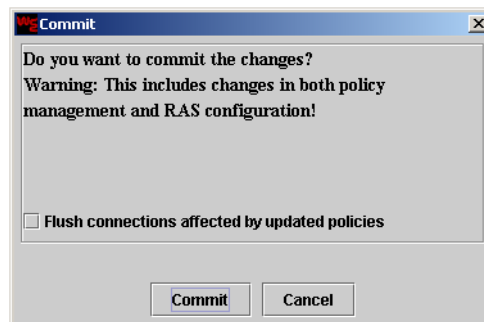 Commit
Do you want to commit the changes?
Warning: This includes changes in both policy
management and RAS configuration!
Flush connections affected by updated policies
Commit
Cancel